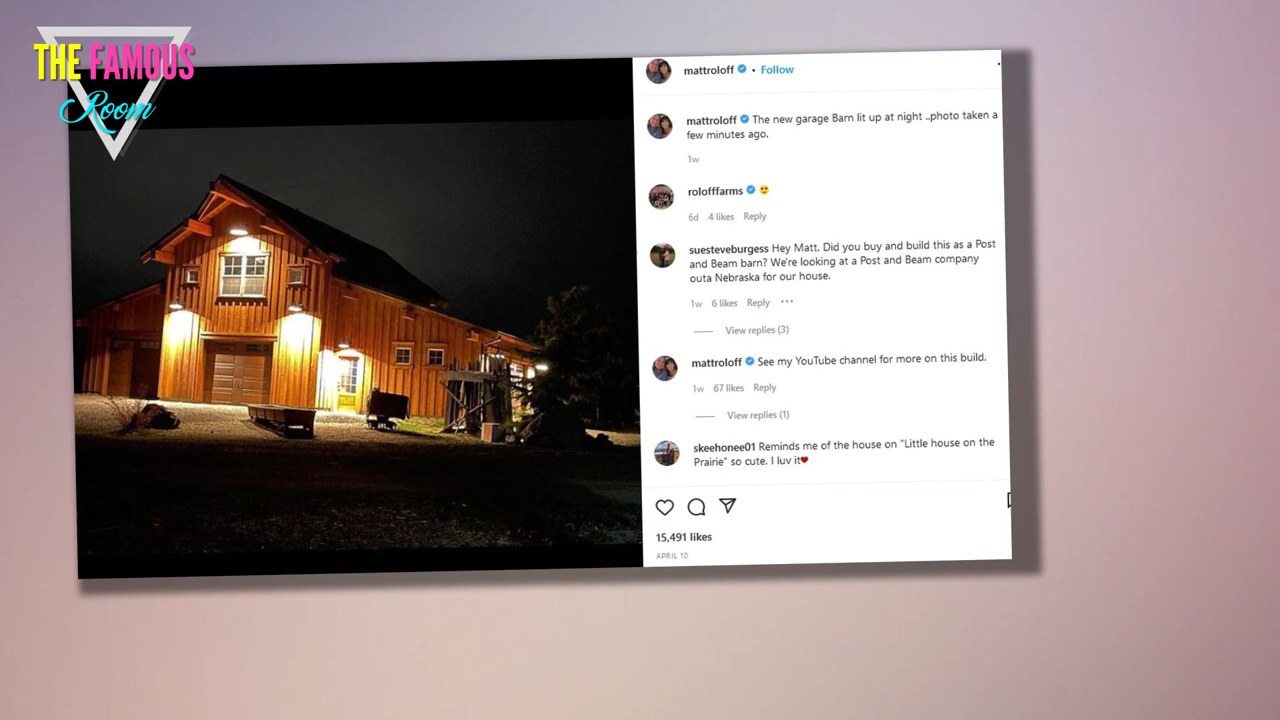 THE FAMOUS
Room
mattroloff • Follow
mattroloff The new garage Barn lit up at night ..photo taken a
few minutes ago.
1w
rolofffarms 😍
6d 4 likes Reply
suesteveburgess Hey Matt. Did you buy and build this as a Post
and Beam barn? We're looking at a Post and Beam company
outa Nebraska for our house.
1w 6 likes Reply •••
View replies (3)
mattroloff See my YouTube channel for more on this build.
1w 67 likes Reply
View replies (1)
skeehonee01 Reminds me of the house on "Little house on the
Prairie" so cute. I luv it❤
15,491 likes
APRIL 10